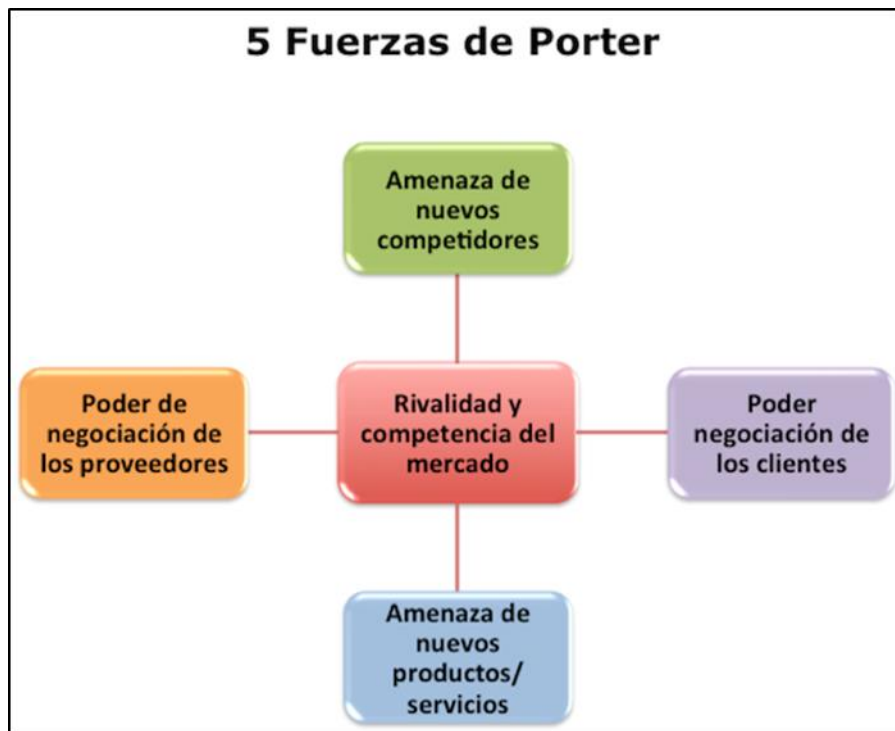 5 Fuerzas de Porter
Amenaza de
nuevos
competidores
Poder de
negociación de
los proveedores
Rivalidad y
competencia del
mercado
Poder
negociación de
los clientes
Amenaza de
nuevos
productos/
servicios